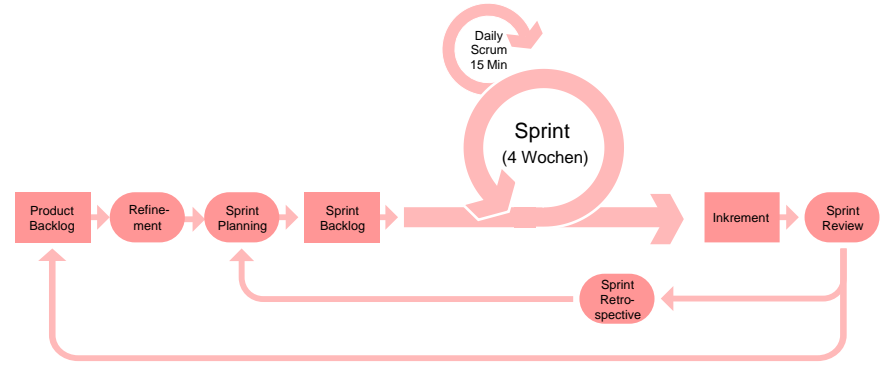 Daily
Scrum
15 Min
Sprint
(4 Wochen)
Product
Backlog
Refine-
ment
Sprint
Planning
Sprint
Backlog
Inkrement
Sprint
Review
Sprint
Retro-
spective